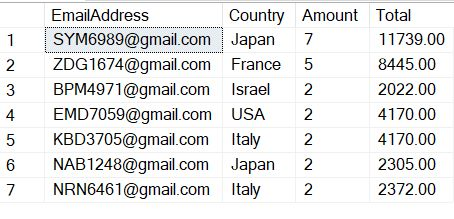 EmailAddress Country Amount Total
1 SYM6989@gmail.com Japan 7 11739.00
2 ZDG1674@gmail.com France 5 8445.00
3 BPM4971@gmail.com Israel 2 2022.00
4 EMD7059@gmail.com USA 2 4170.00
5 KBD3705@gmail.com Italy 2 4170.00
6 NAB1248@gmail.com Japan 2 2305.00
7 NRN6461@gmail.com Italy 2 2372.00